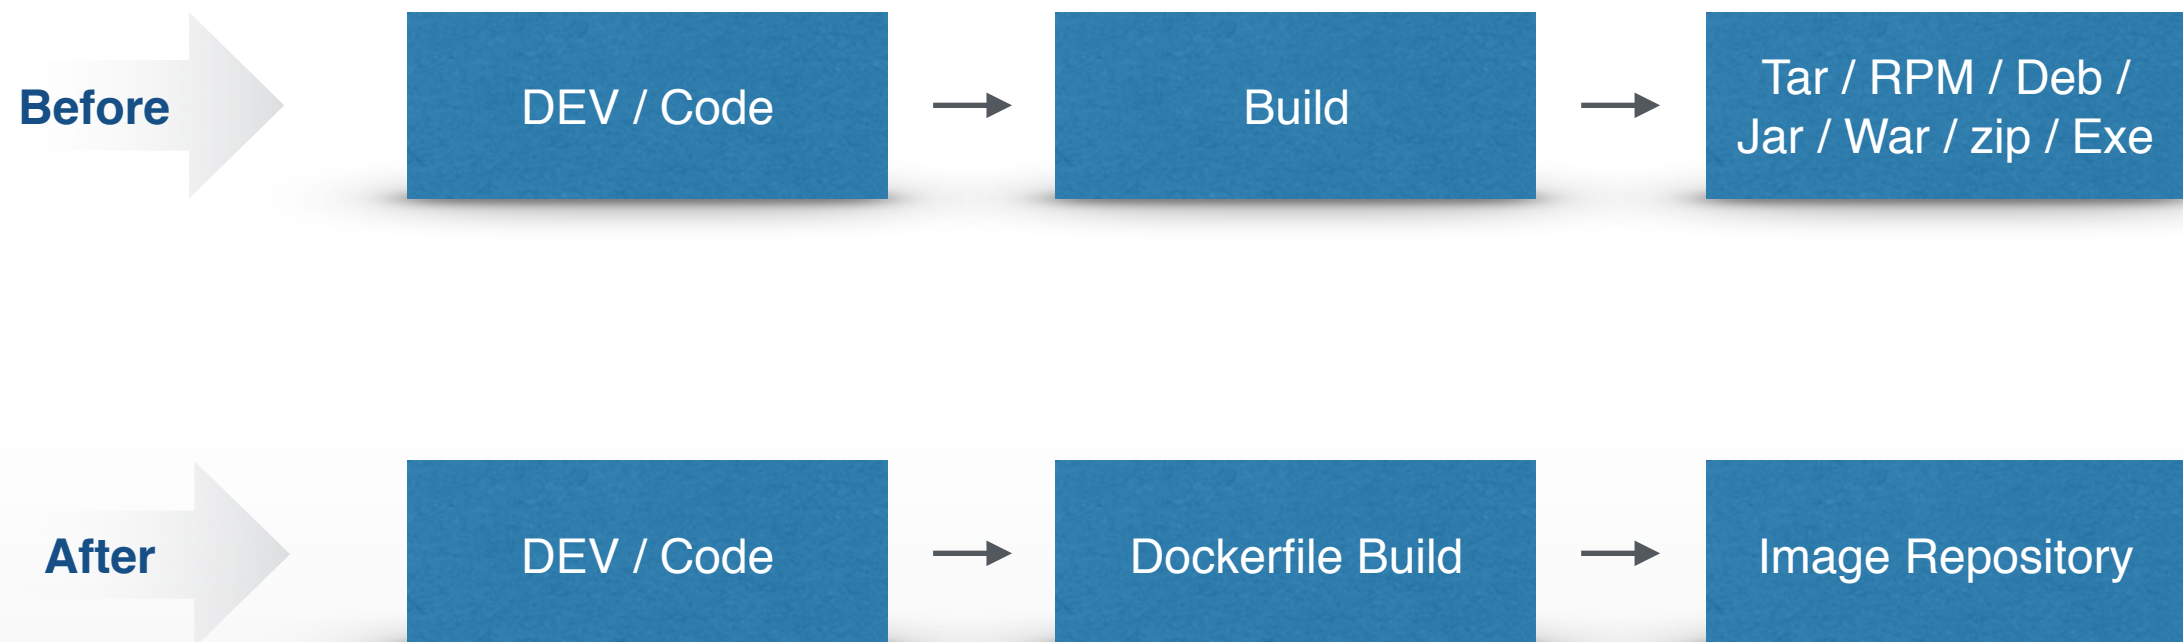 Before
DEV / Code
Build
Tar / RPM / Deb /
Jar / War / zip / Exe
After
DEV / Code
Dockerfile Build
Image Repository